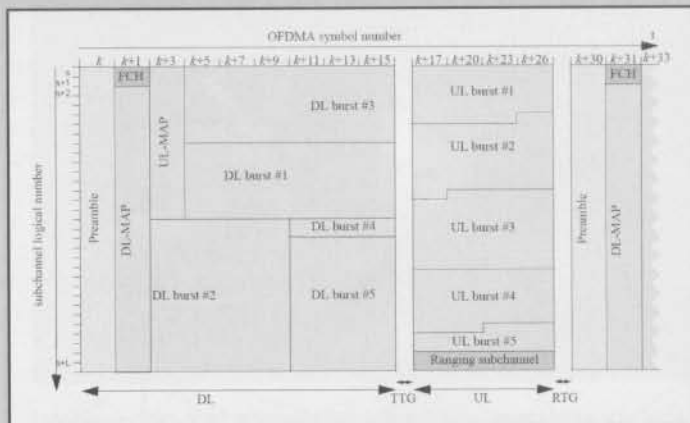 OFDMA symbol number t
k k+1 k+3 k+5 k+7 k+9 k+11 k+13 k+15 k+17 k+20 k+23 k+26 k+30 k+31 k+33
s
s+1
s+2
s+L
subchannel logical number
Preamble
FCH
DL-MAP
UL-MAP
DL burst #3
DL burst #1
DL burst #2
DL burst #4
DL burst #5
UL burst #1
UL burst #2
UL burst #3
UL burst #4
UL burst #5
Ranging subchannel
Preamble
FCH
DL-MAP
DL TTG UL RTG